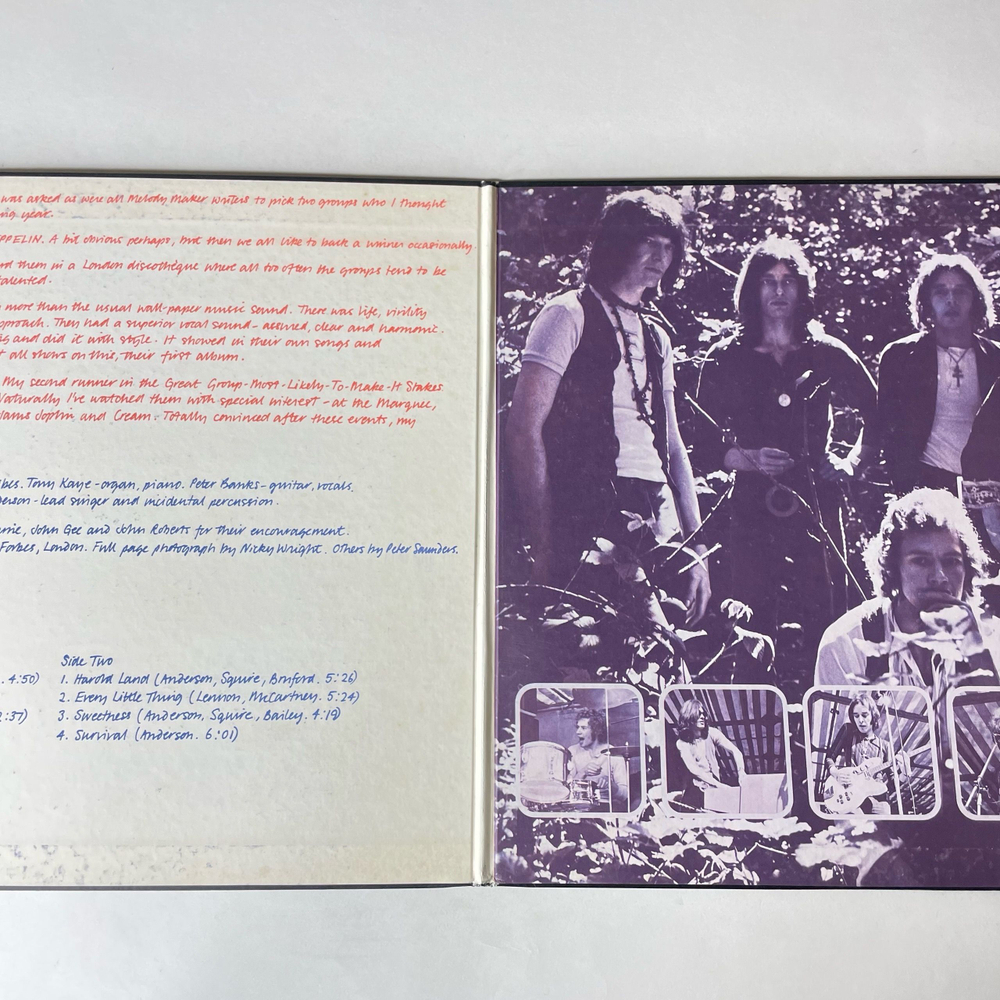 was asked as were all Melody Maker writers to pick two groups who I thought
ng year.
PPELIN. A bit obvious perhaps, but then we all like to back a winner occasionally.
rd them in a London discothèque where all too often the groups tend to be
talented.
more than the usual wall-paper music sound. There was life, virility
pproach. They had a superior vocal sound - assured, clear and harmonic.
gs and did it with style. It showed in their own songs and
t all shows on this, their first album.
My second runner in the Great Group-Most-Likely-To-Make-It Stakes
Naturally I've watched them with special interest - at the Marquee,
Janis Joplin and Cream. Totally convinced after these events, my
ibes. Tony Kaye - organ, piano. Peter Banks - guitar, vocals.
derson - lead singer and incidental percussion.
nie, John Gee and John Roberts for their encouragement.
Forbes, London. Full page photograph by Nicky Wright. Others by Peter Saunders.
Side Two
. 4:50) 1. Harold Land (Anderson, Squire, Bruford. 5:26)
2. Every Little Thing (Lennon, McCartney. 5:24)
2:37) 3. Sweetness (Anderson, Squire, Bailey. 4:19)
4. Survival (Anderson. 6:01)